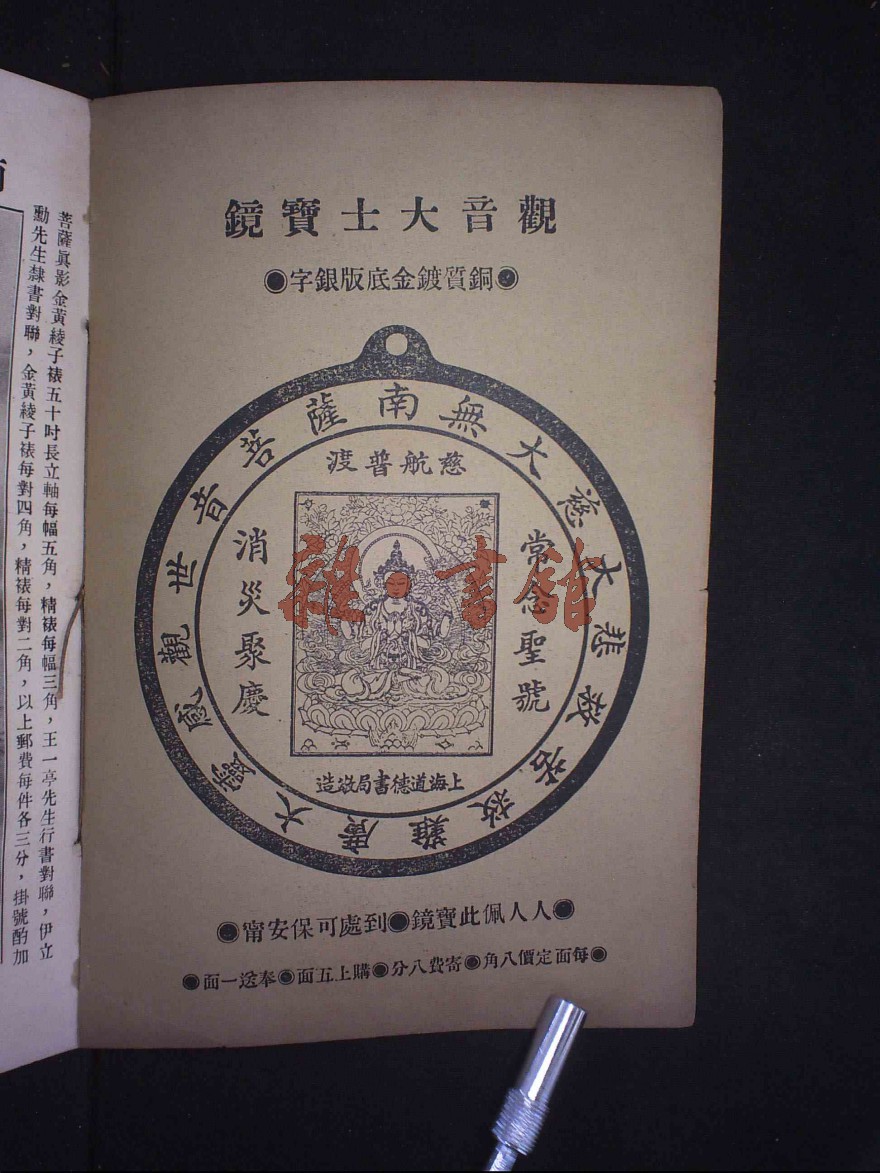 觀音大士寶鏡
◉銅質鍍金底版銀字◉
南無大慈大悲救苦救難廣大靈感觀世音菩薩
慈航普渡
常念聖號
消災聚慶
上海道德書局敬造
◉人人佩此寶鏡◉到處可保安甯◉
◉每面定價八角◉寄費八分◉購上五面◉奉送一面◉
菩薩眞影金黃綾子裱五十吋長立軸每幅五角，精裱每幅三角，王一亭先生行書對聯，伊立
勳先生隸書對聯，金黃綾子裱每對四角，精裱每對二角，以上郵費每件各三分，掛號酌加
雜書館